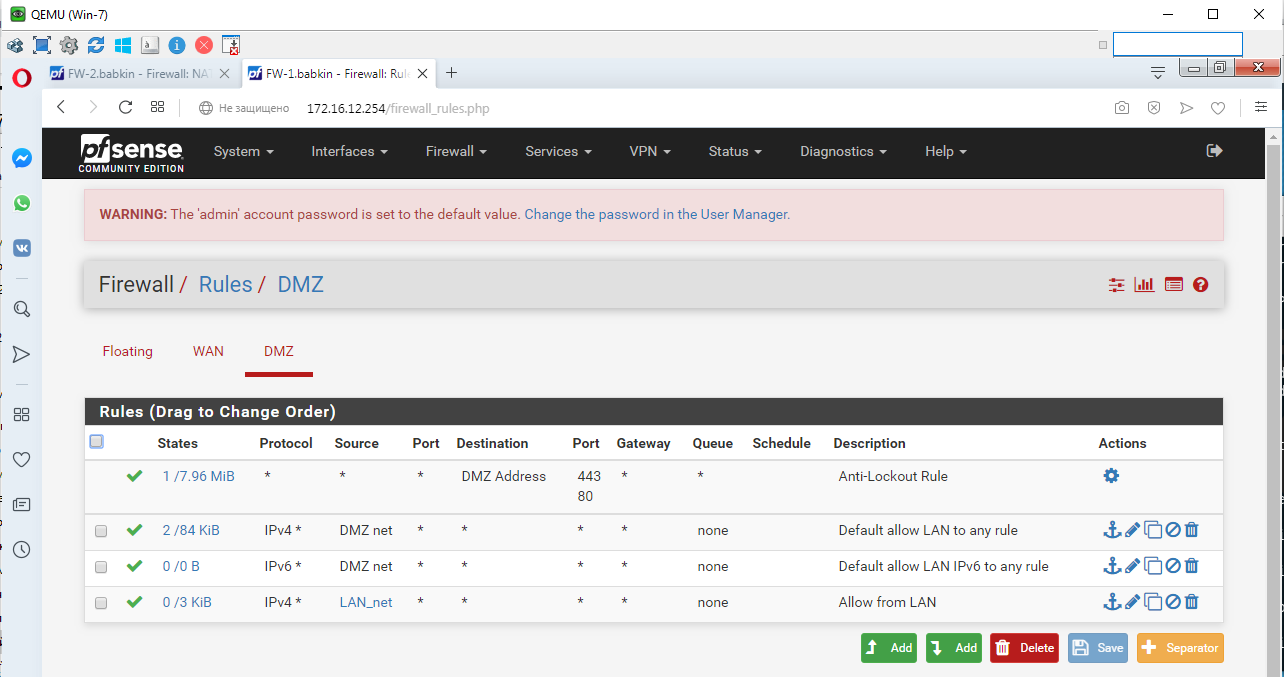 QEMU (Win-7)
FW-2.babkin - Firewall: NA
FW-1.babkin - Firewall: Rul
Не защищено 172.16.12.254/firewall_rules.php
pfsense
COMMUNITY EDITION
System Interfaces Firewall Services VPN Status Diagnostics Help
WARNING: The 'admin' account password is set to the default value. Change the password in the User Manager.
Firewall / Rules / DMZ
Floating WAN DMZ
Rules (Drag to Change Order)
States Protocol Source Port Destination Port Gateway Queue Schedule Description Actions
1 /7.96 MiB * * * DMZ Address 443 * * Anti-Lockout Rule
80
2 /84 KiB IPv4 * DMZ net * * * * none Default allow LAN to any rule
0 /0 B IPv6 * DMZ net * * * * none Default allow LAN IPv6 to any rule
0 /3 KiB IPv4 * LAN_net * * * * none Allow from LAN
Add Add Delete Save Separator